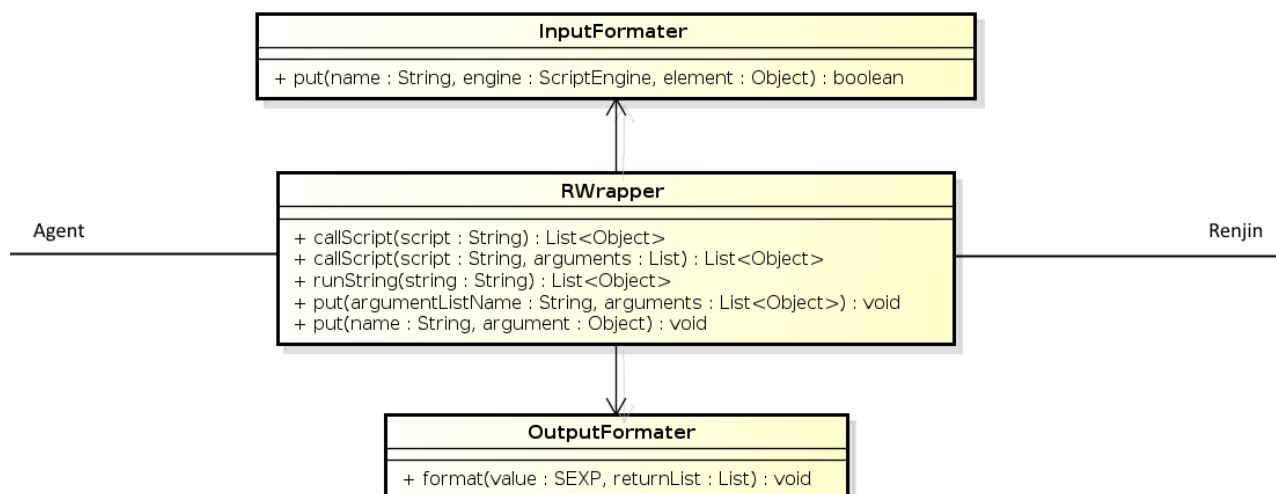 InputFormater
+ put(name : String, engine : ScriptEngine, element : Object) : boolean
RWrapper
Agent
Renjin
+ callScript(script : String) : List<Object>
+ callScript(script : String, arguments : List) : List<Object>
+ runString(string : String) : List<Object>
+ put(argumentListName : String, arguments : List<Object>) : void
+ put(name : String, argument : Object) : void
OutputFormater
+ format(value : SEXP, returnList : List) : void